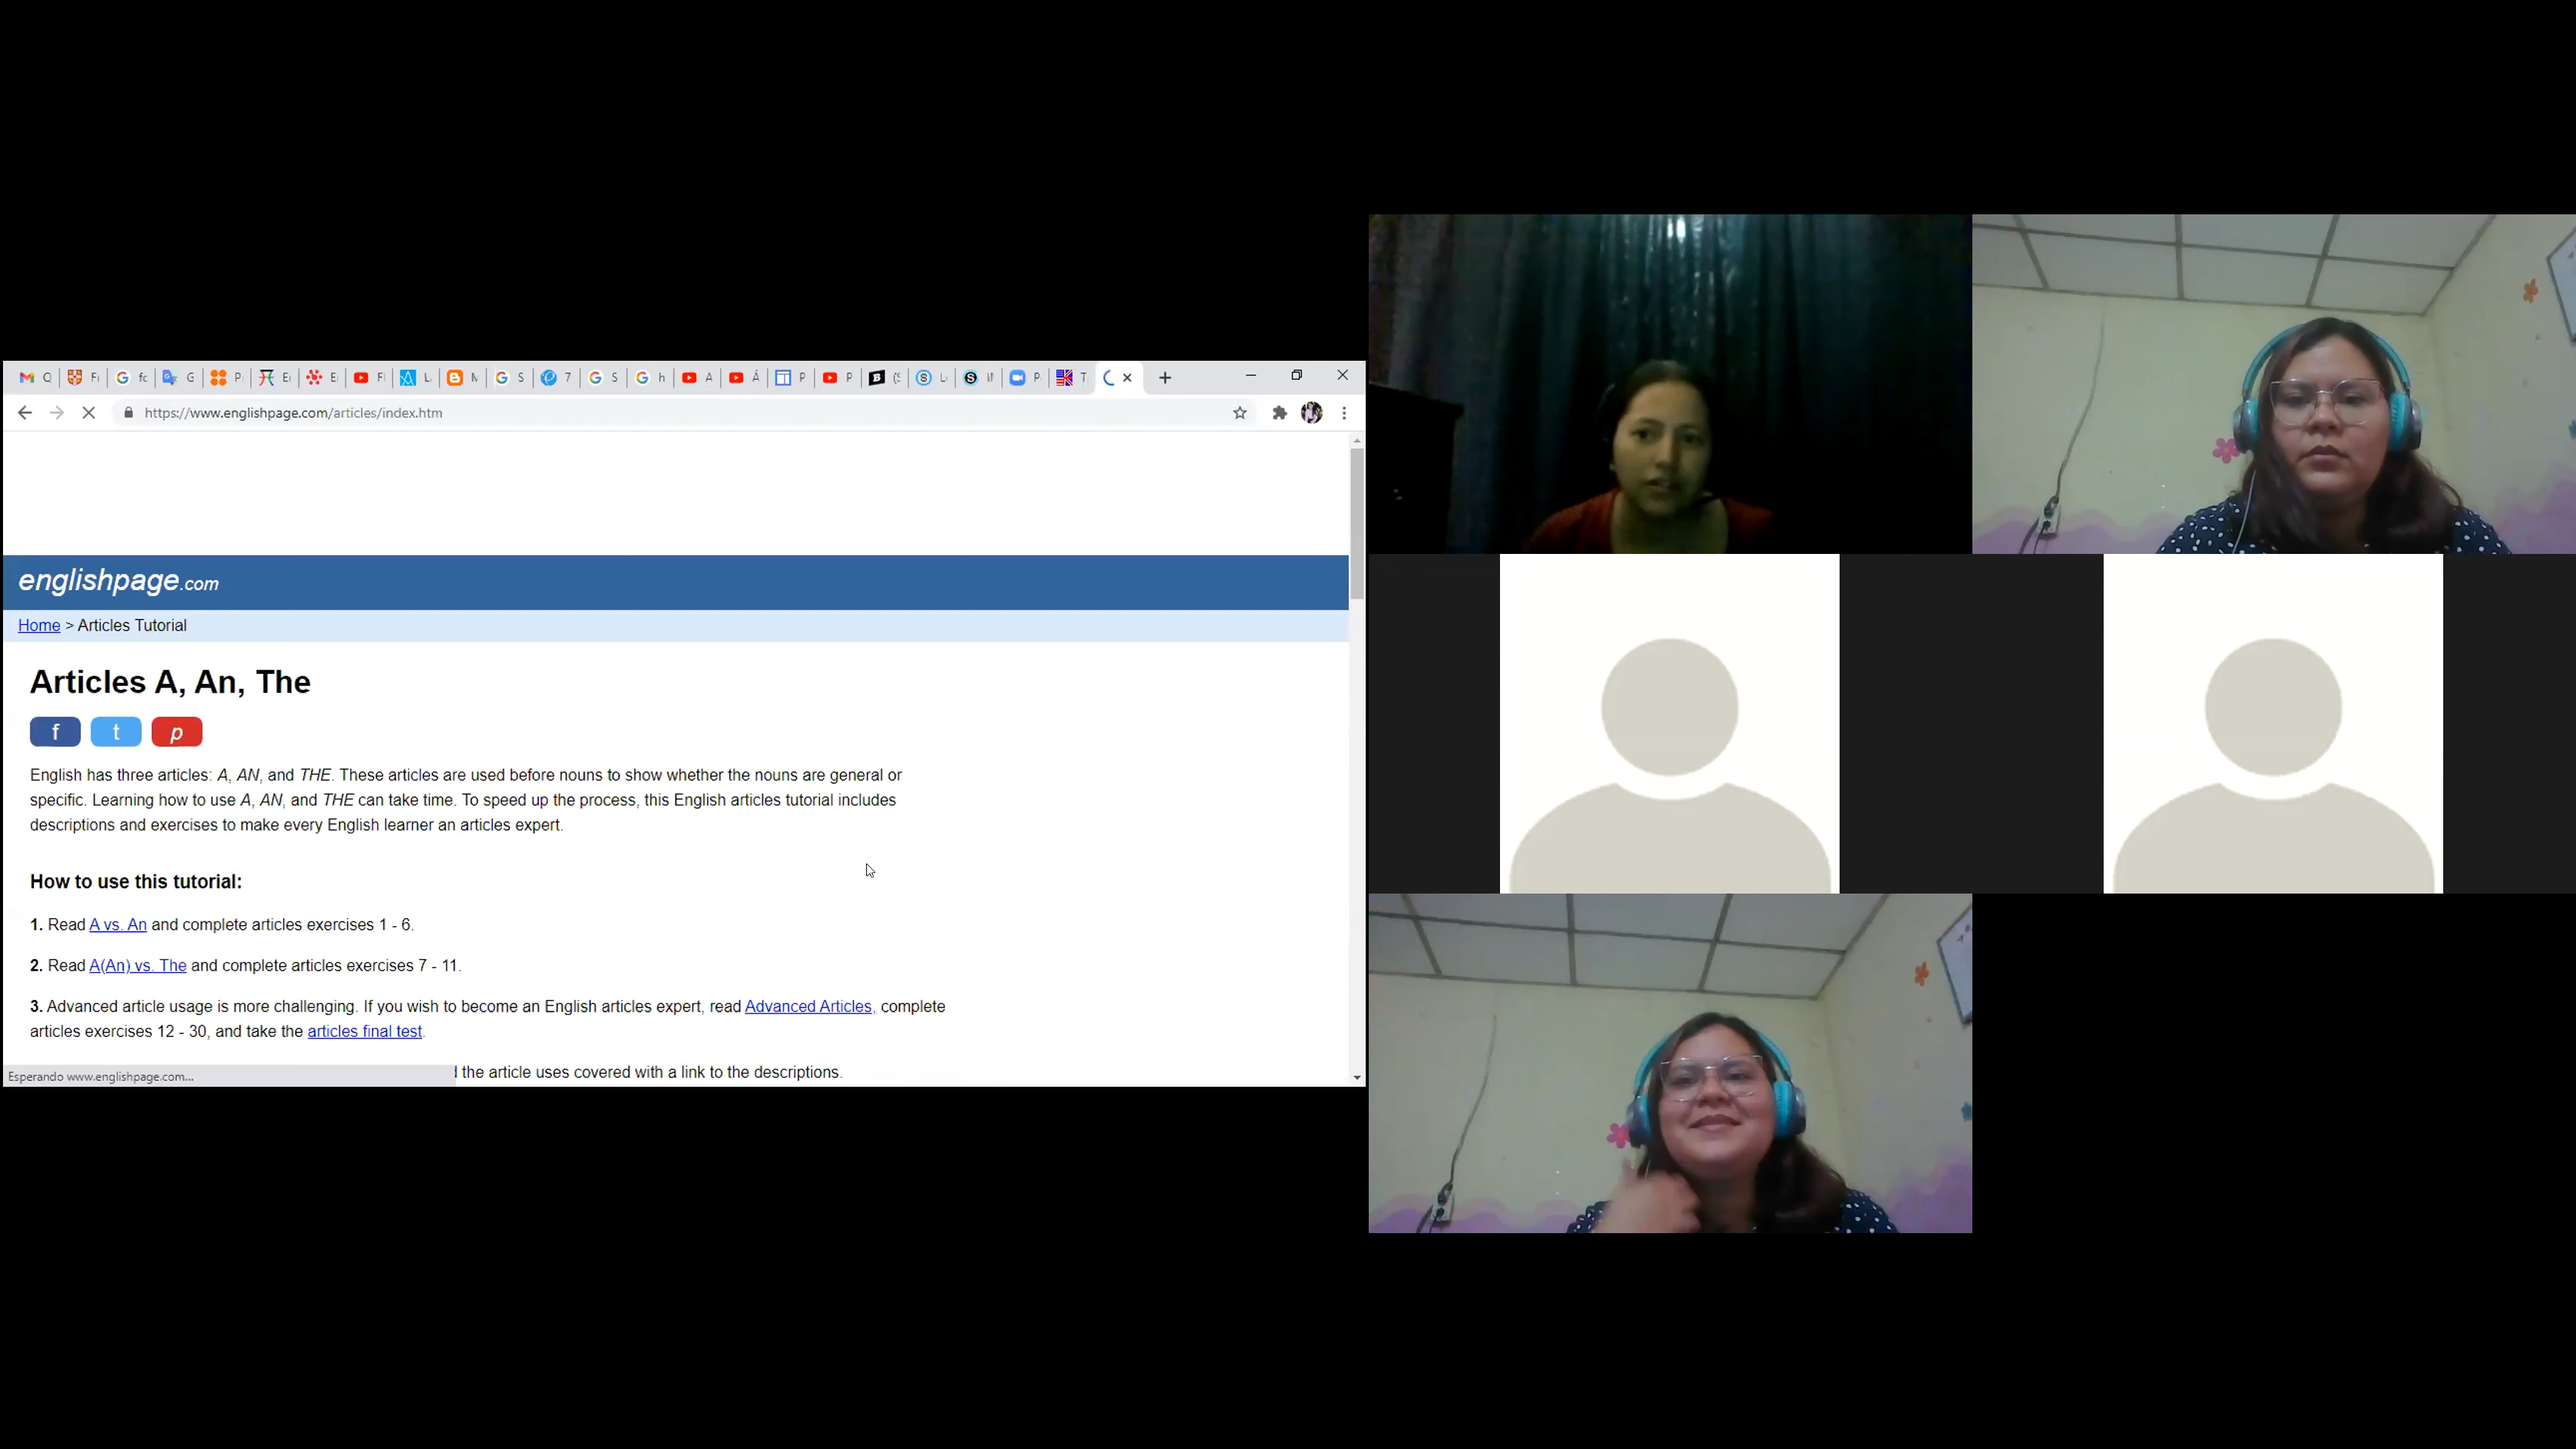 https://www.englishpage.com/articles/index.htm
englishpage.com
Home > Articles Tutorial
Articles A, An, The
f t p
English has three articles: A, AN, and THE. These articles are used before nouns to show whether the nouns are general or
specific. Learning how to use A, AN, and THE can take time. To speed up the process, this English articles tutorial includes
descriptions and exercises to make every English learner an articles expert.
How to use this tutorial:
1. Read A vs. An and complete articles exercises 1 - 6.
2. Read A(An) vs. The and complete articles exercises 7 - 11.
3. Advanced article usage is more challenging. If you wish to become an English articles expert, read Advanced Articles, complete
articles exercises 12 - 30, and take the articles final test.
the article uses covered with a link to the descriptions.
Esperando www.englishpage.com...